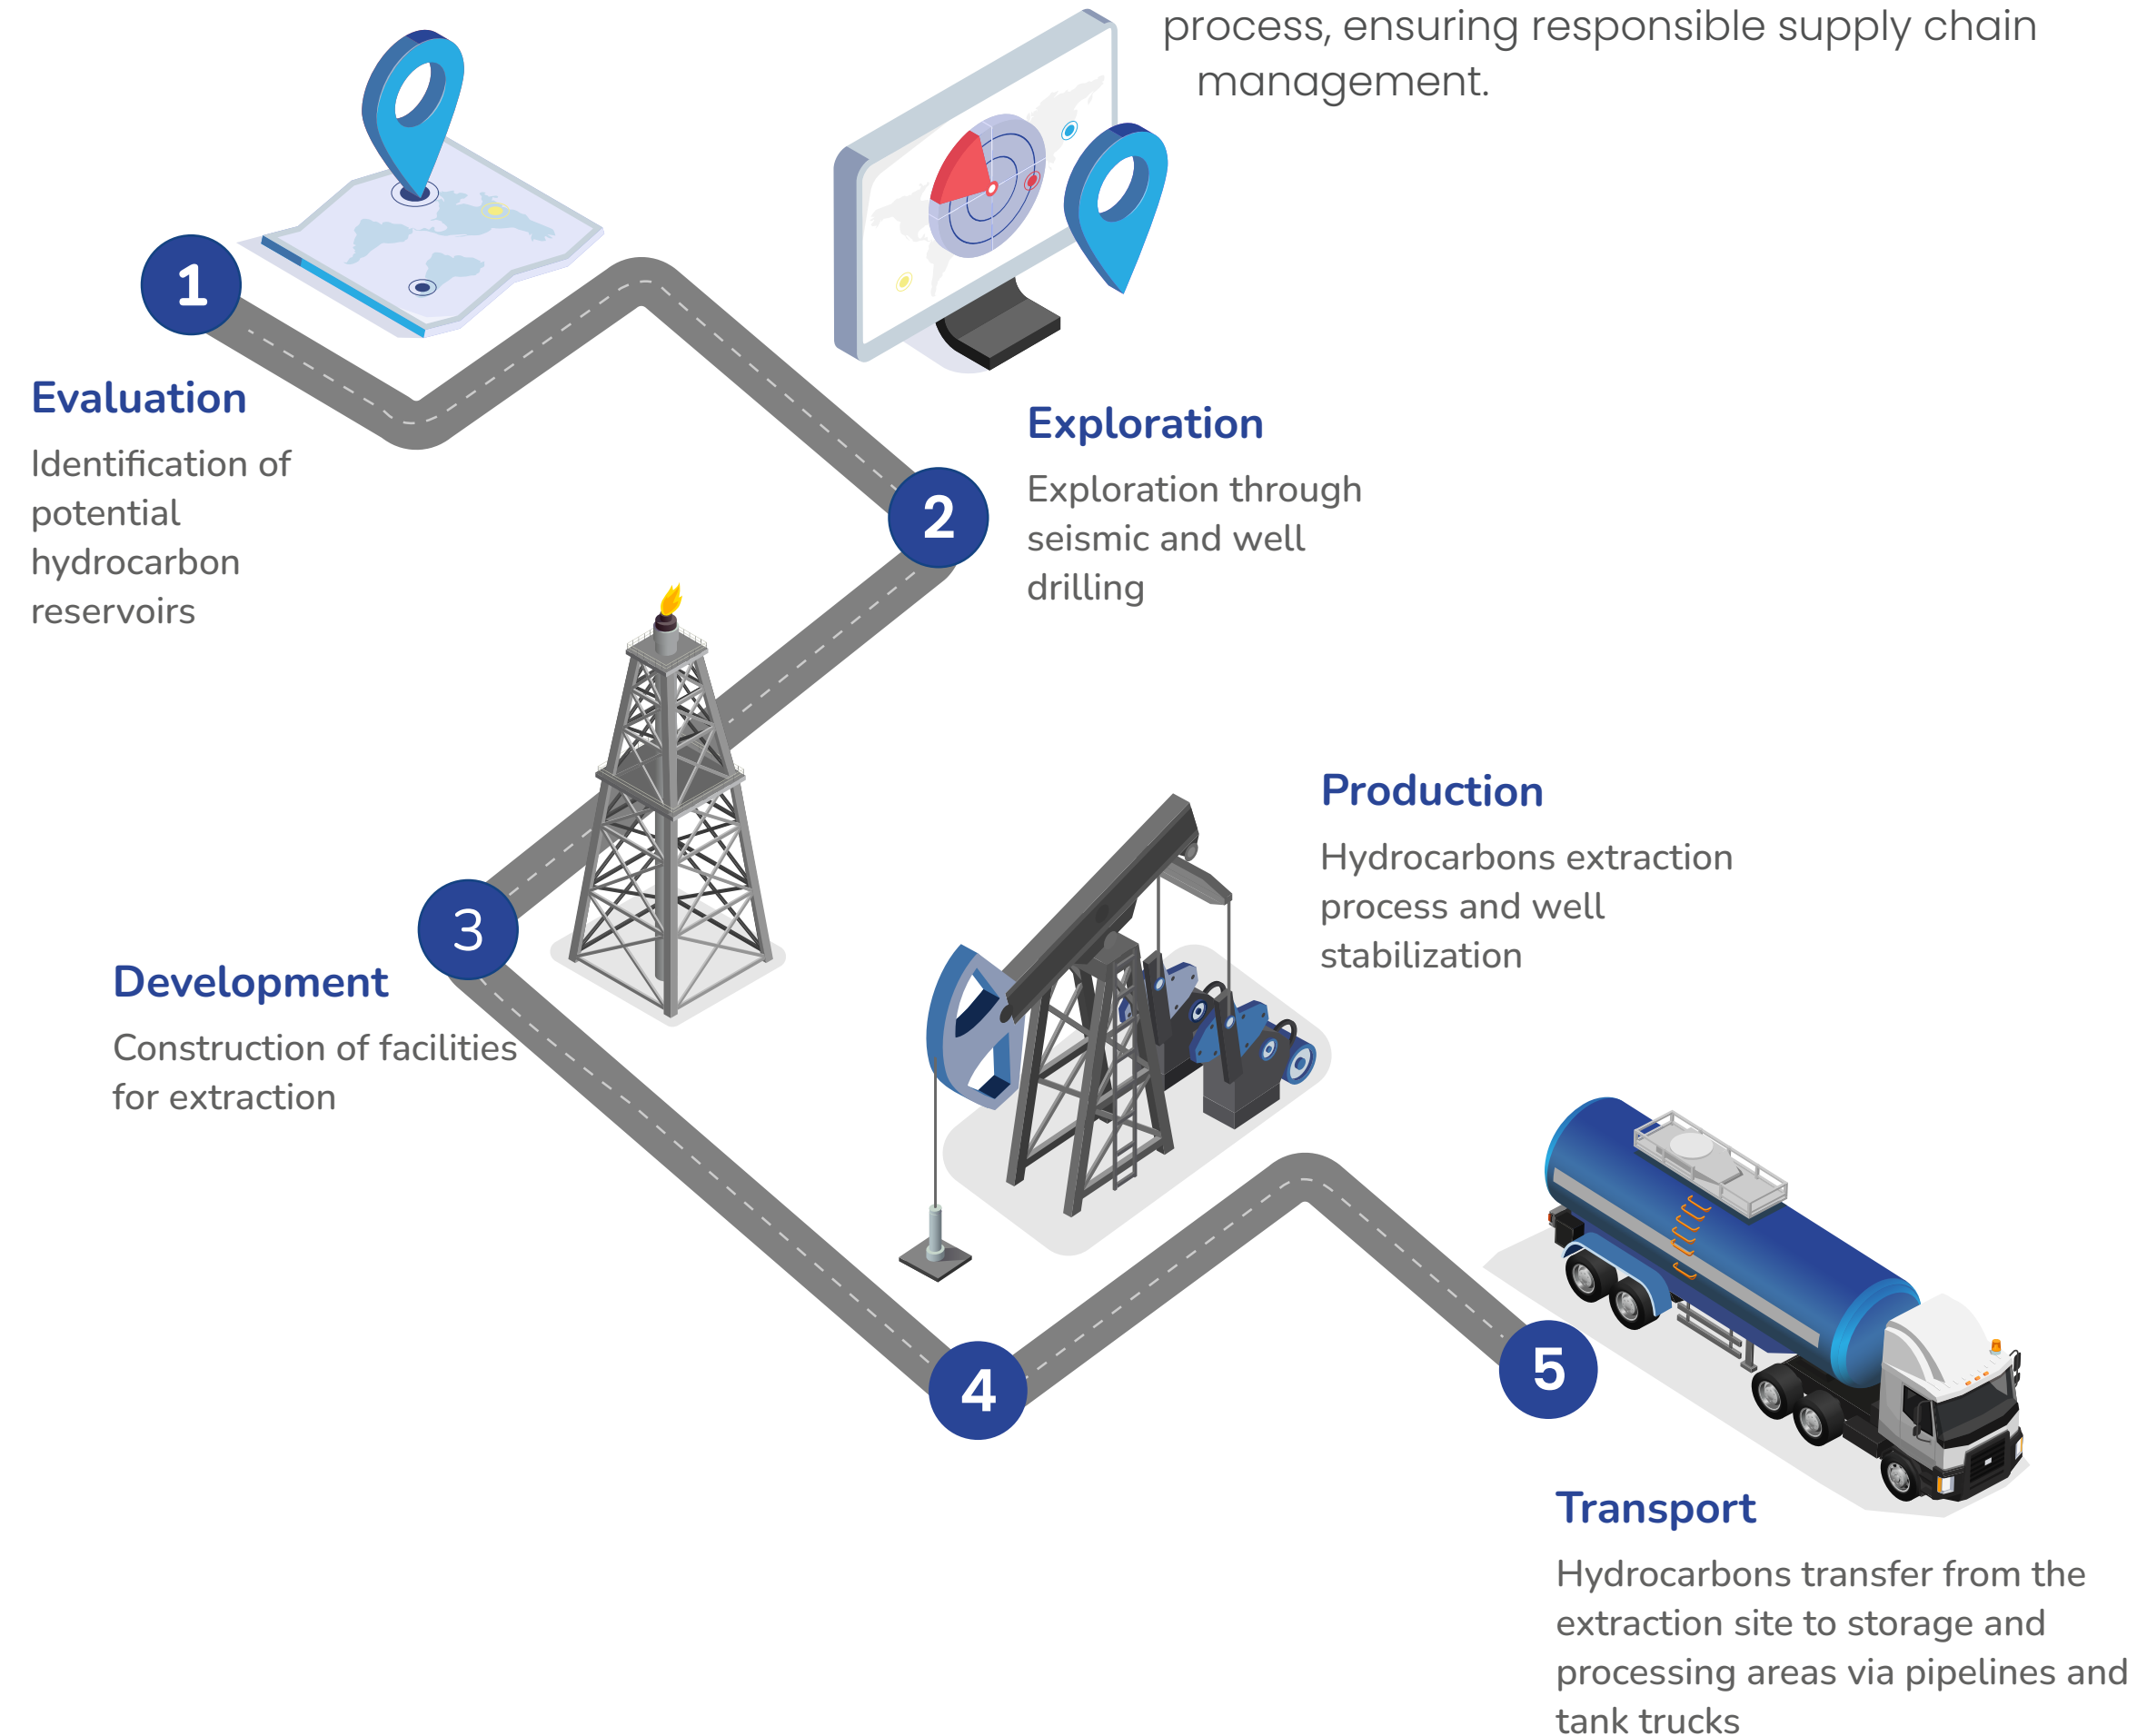 process, ensuring responsible supply chain
management.
1
Evaluation
Identification of
potential
hydrocarbon
reservoirs
2
Exploration
Exploration through
seismic and well
drilling
3
Development
Construction of facilities
for extraction
4
Production
Hydrocarbons extraction
process and well
stabilization
5
Transport
Hydrocarbons transfer from the
extraction site to storage and
processing areas via pipelines and
tank trucks